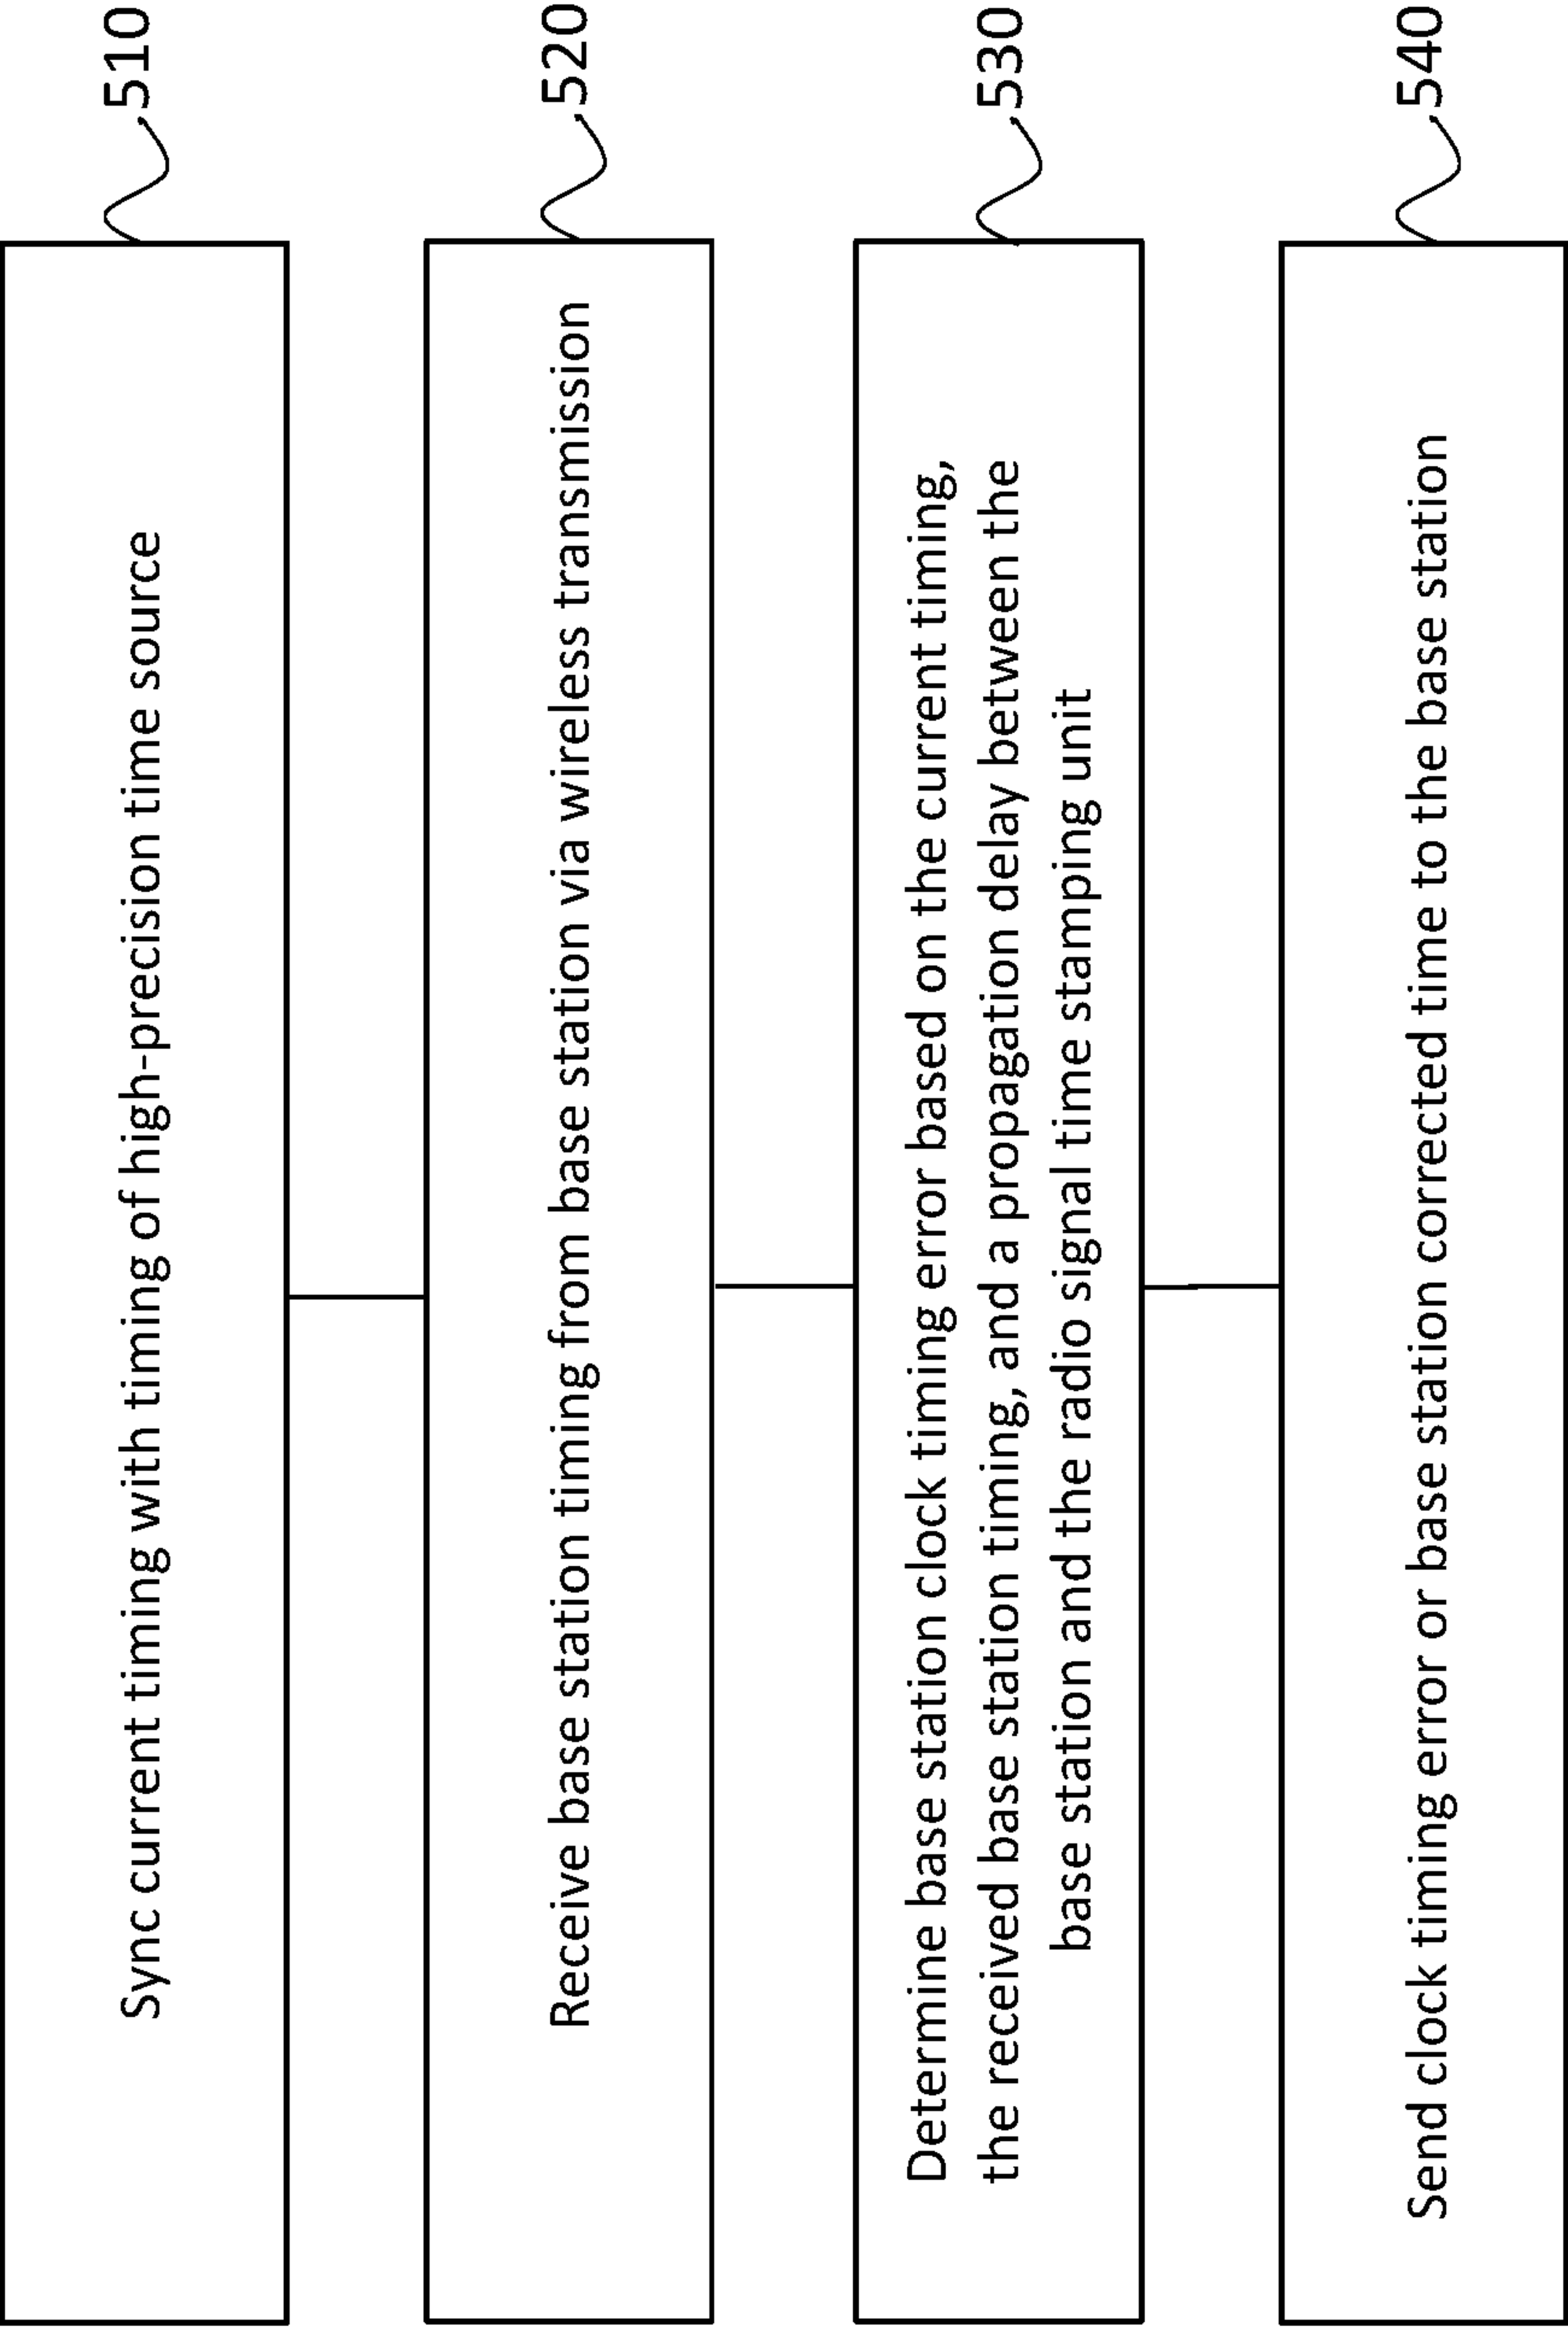 510
Sync current timing with timing of high-precision time source
520
Receive base station timing from base station via wireless transmission
530
Determine base station clock timing error based on the current timing,
the received base station timing, and a propagation delay between the
base station and the radio signal time stamping unit
540
Send clock timing error or base station corrected time to the base station